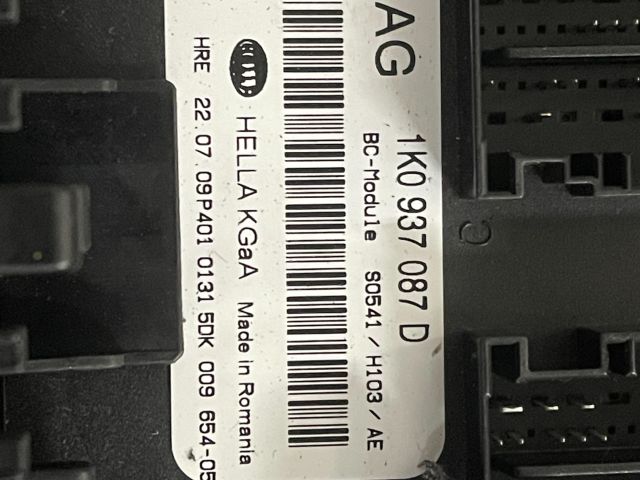 AG
1K0 937 087 D
BC-Module S0541 / H103 / AE
HELLA KGaA Made in Romania
HRE 22.07.09P401 0131 5DK 009 654-05
C